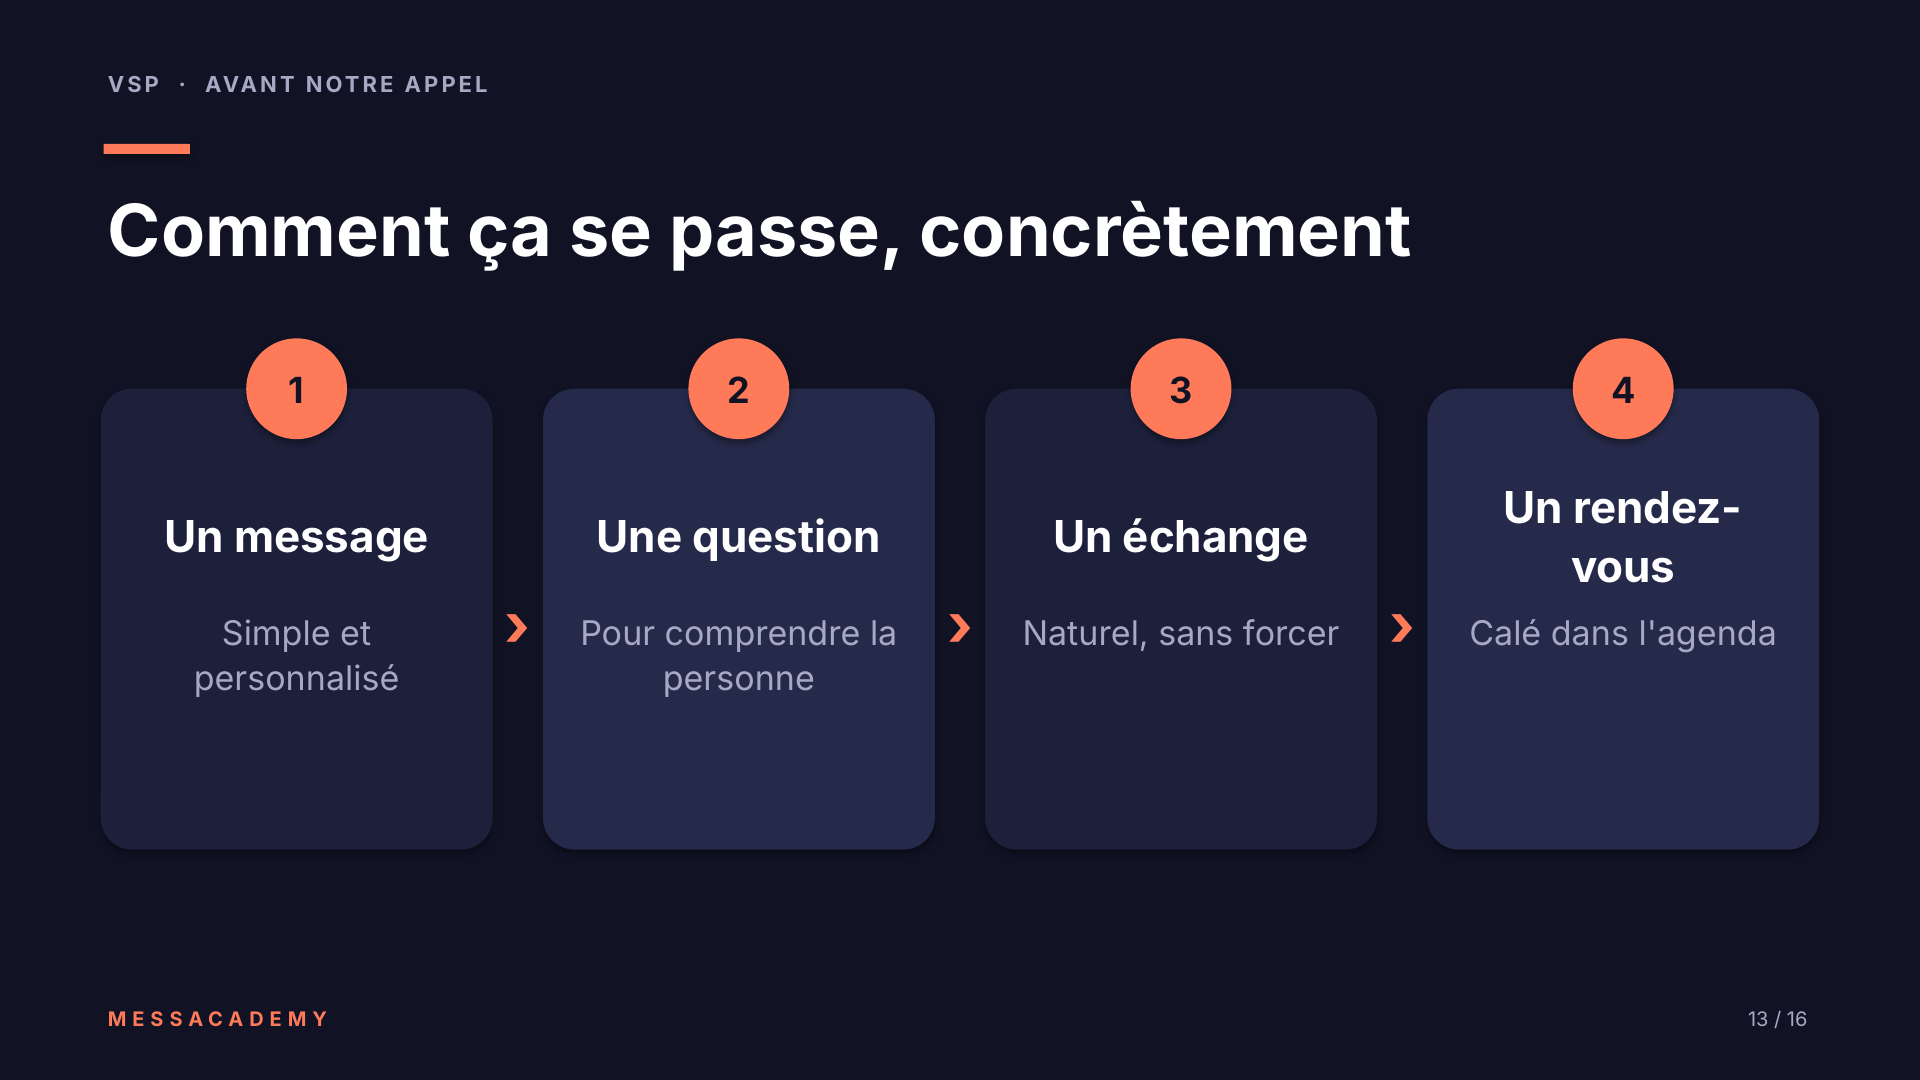 VSP · AVANT NOTRE APPEL
Comment ça se passe, concrètement
1
Un message
Simple et
personnalisé
›
2
Une question
Pour comprendre la
personne
›
3
Un échange
Naturel, sans forcer
›
4
Un rendez-
vous
Calé dans l'agenda
MESSACADEMY
13 / 16